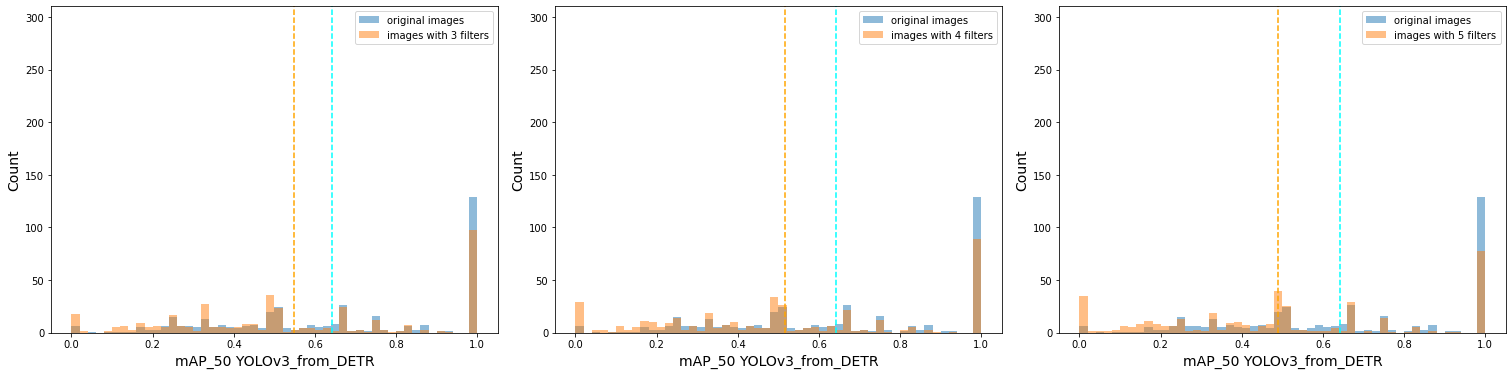 300
250
200
150
100
50
0
Count
0.0 0.2 0.4 0.6 0.8 1.0
mAP_50 YOLOv3_from_DETR
original images
images with 3 filters
300
250
200
150
100
50
0
Count
0.0 0.2 0.4 0.6 0.8 1.0
mAP_50 YOLOv3_from_DETR
original images
images with 4 filters
300
250
200
150
100
50
0
Count
0.0 0.2 0.4 0.6 0.8 1.0
mAP_50 YOLOv3_from_DETR
original images
images with 5 filters